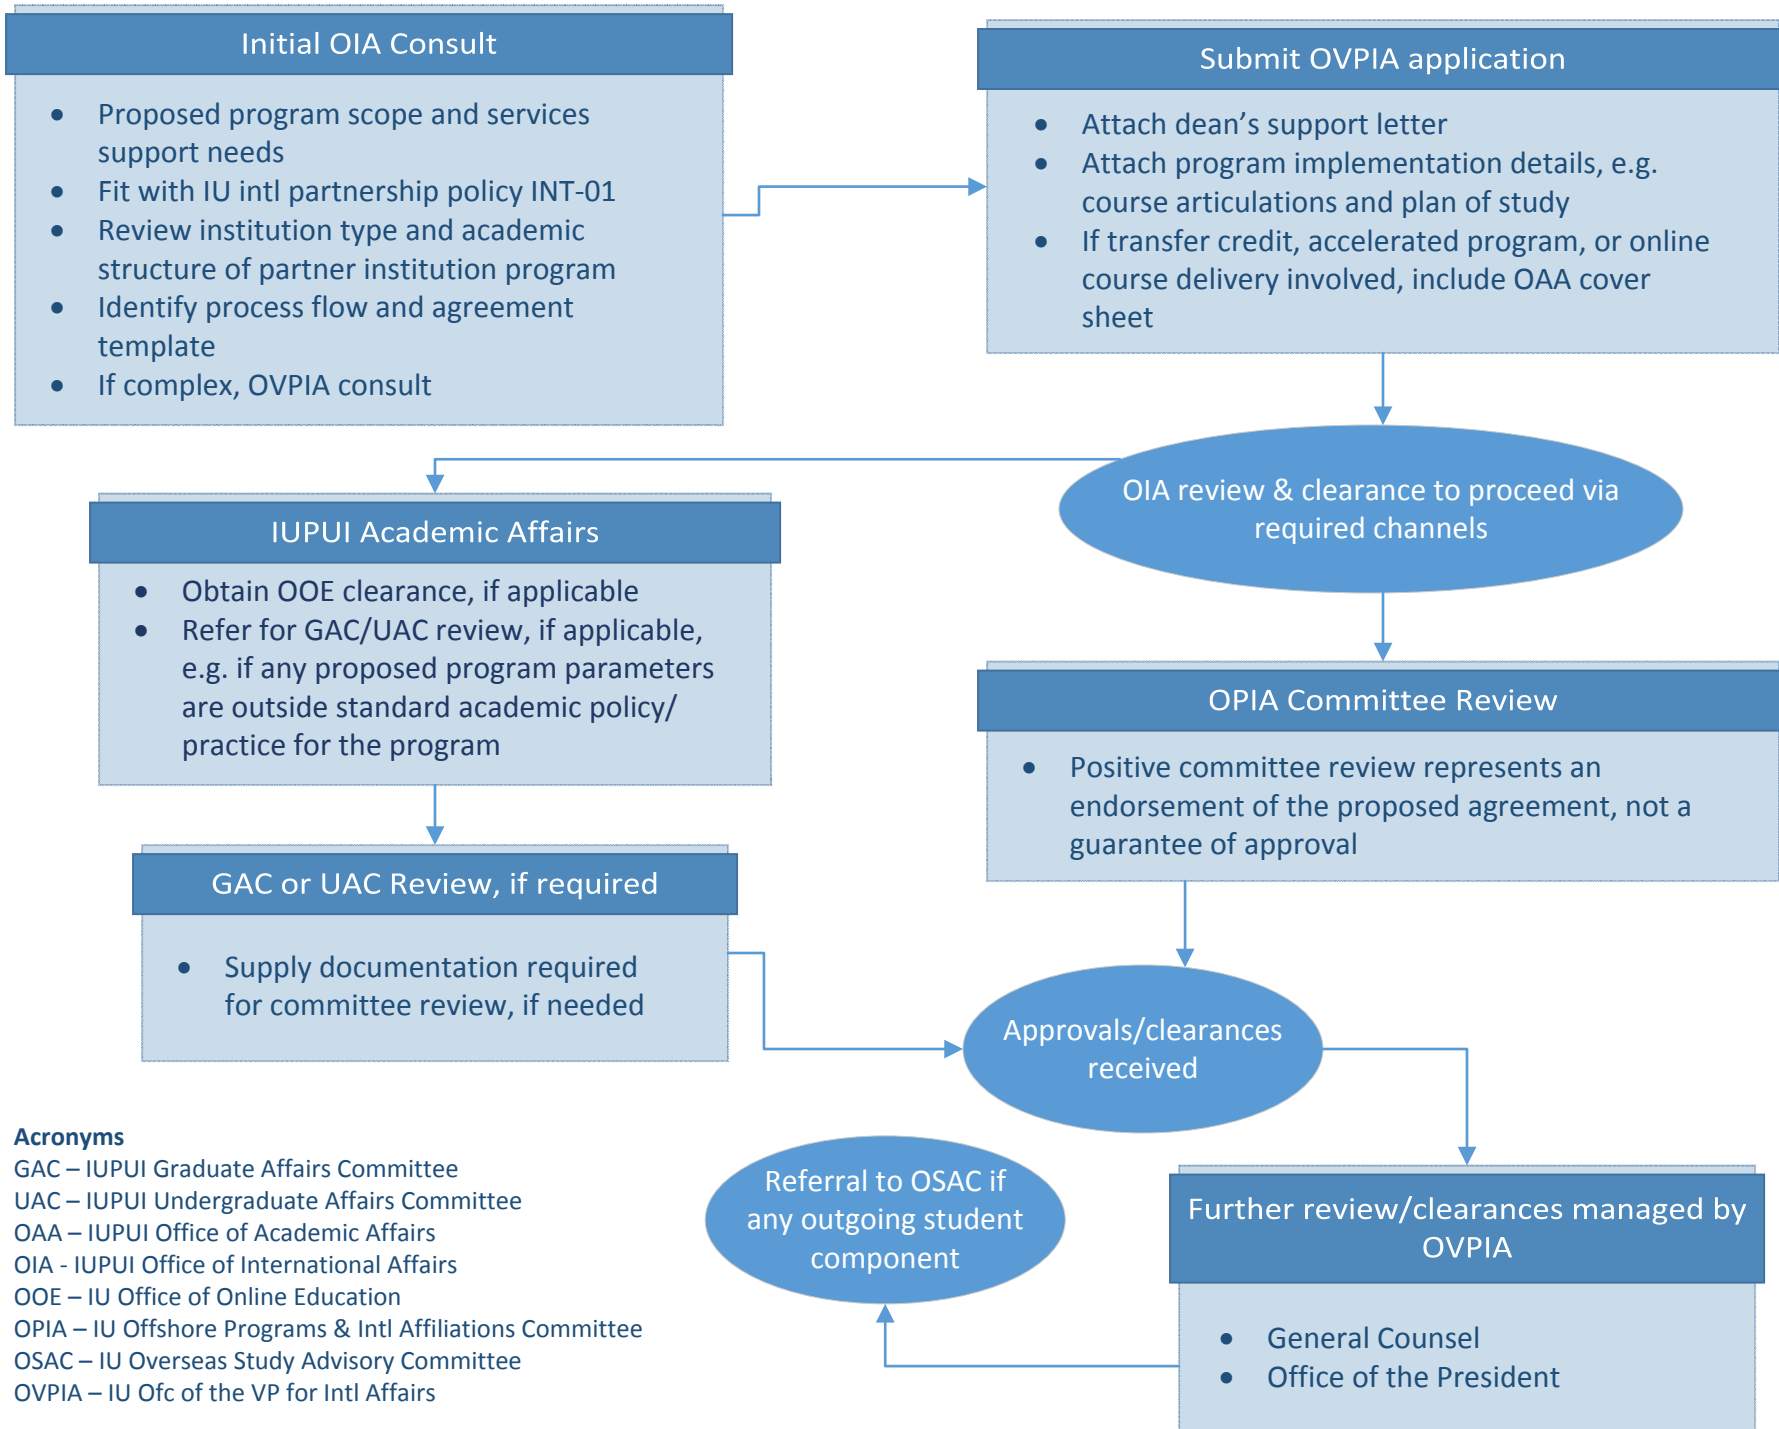 Initial OIA Consult
• Proposed program scope and services
support needs
• Fit with IU intl partnership policy INT-01
• Review institution type and academic
structure of partner institution program
• Identify process flow and agreement
template
• If complex, OVPIA consult
Submit OVPIA application
• Attach dean’s support letter
• Attach program implementation details, e.g.
course articulations and plan of study
• If transfer credit, accelerated program, or online
course delivery involved, include OAA cover
sheet
OIA review & clearance to proceed via
required channels
IUPUI Academic Affairs
• Obtain OOE clearance, if applicable
• Refer for GAC/UAC review, if applicable,
e.g. if any proposed program parameters
are outside standard academic policy/
practice for the program
OPIA Committee Review
• Positive committee review represents an
endorsement of the proposed agreement, not a
guarantee of approval
GAC or UAC Review, if required
• Supply documentation required
for committee review, if needed
Approvals/clearances
received
Referral to OSAC if
any outgoing student
component
Further review/clearances managed by
OVPIA
• General Counsel
• Office of the President
Acronyms
GAC – IUPUI Graduate Affairs Committee
UAC – IUPUI Undergraduate Affairs Committee
OAA – IUPUI Office of Academic Affairs
OIA - IUPUI Office of International Affairs
OOE – IU Office of Online Education
OPIA – IU Offshore Programs & Intl Affiliations Committee
OSAC – IU Overseas Study Advisory Committee
OVPIA – IU Ofc of the VP for Intl Affairs